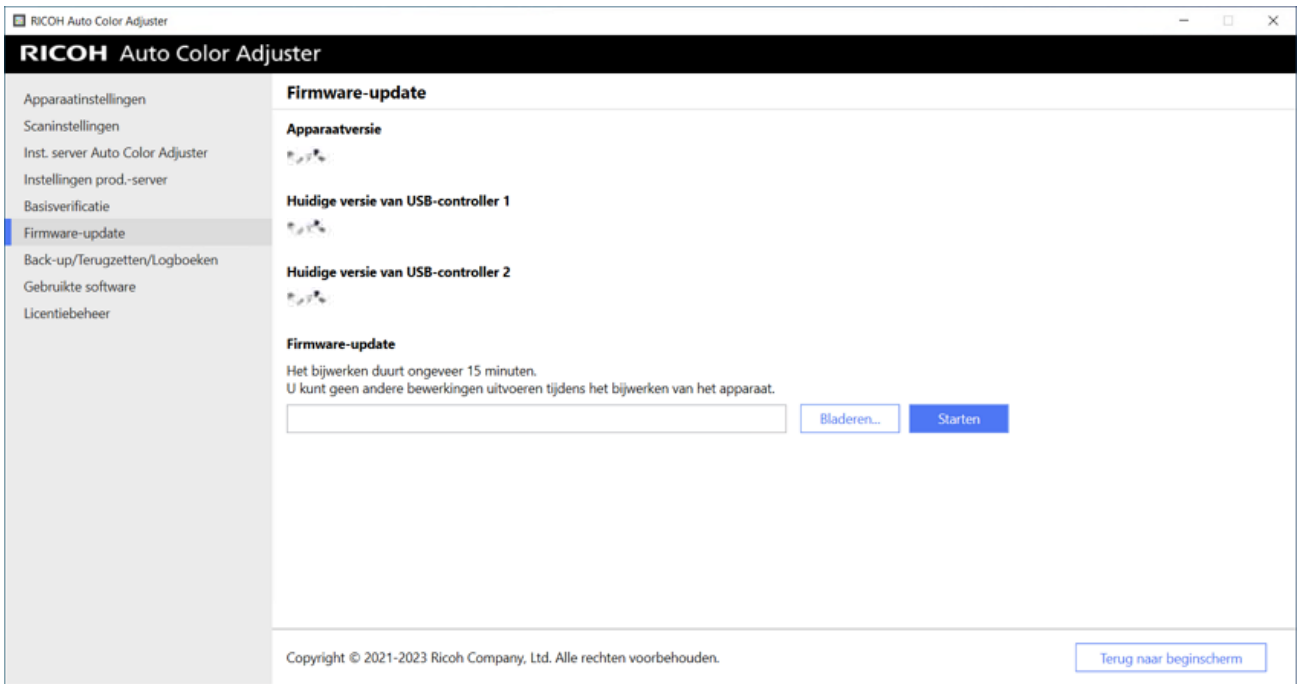 RICOH Auto Color Adjuster
RICOH Auto Color Adjuster
Apparaatinstellingen
Scaninstellingen
Inst. server Auto Color Adjuster
Instellingen prod.-server
Basisverificatie
Firmware-update
Back-up/Terugzetten/Logboeken
Gebruikte software
Licentiebeheer
Firmware-update
Apparaatversie
Huidige versie van USB-controller 1
Huidige versie van USB-controller 2
Firmware-update
Het bijwerken duurt ongeveer 15 minuten.
U kunt geen andere bewerkingen uitvoeren tijdens het bijwerken van het apparaat.
Bladeren...
Starten
Copyright © 2021-2023 Ricoh Company, Ltd. Alle rechten voorbehouden.
Terug naar beginscherm